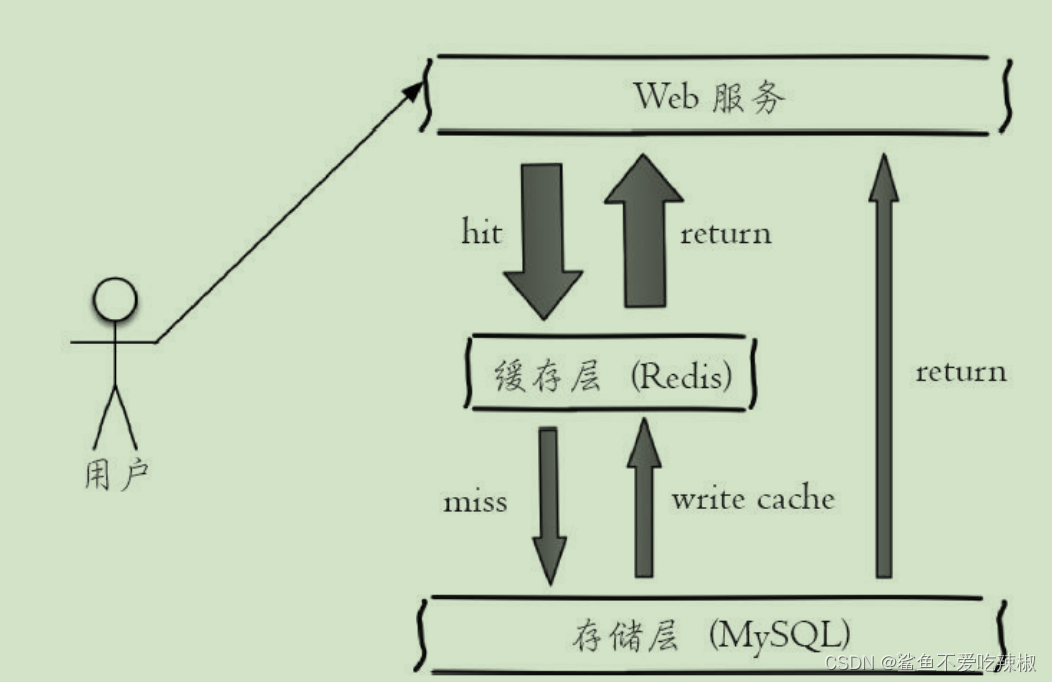 Web 服务
hit
return
缓存层 (Redis)
return
用户
miss
write cache
存储层 (MySQL)
CSDN @鲨鱼不爱吃辣椒